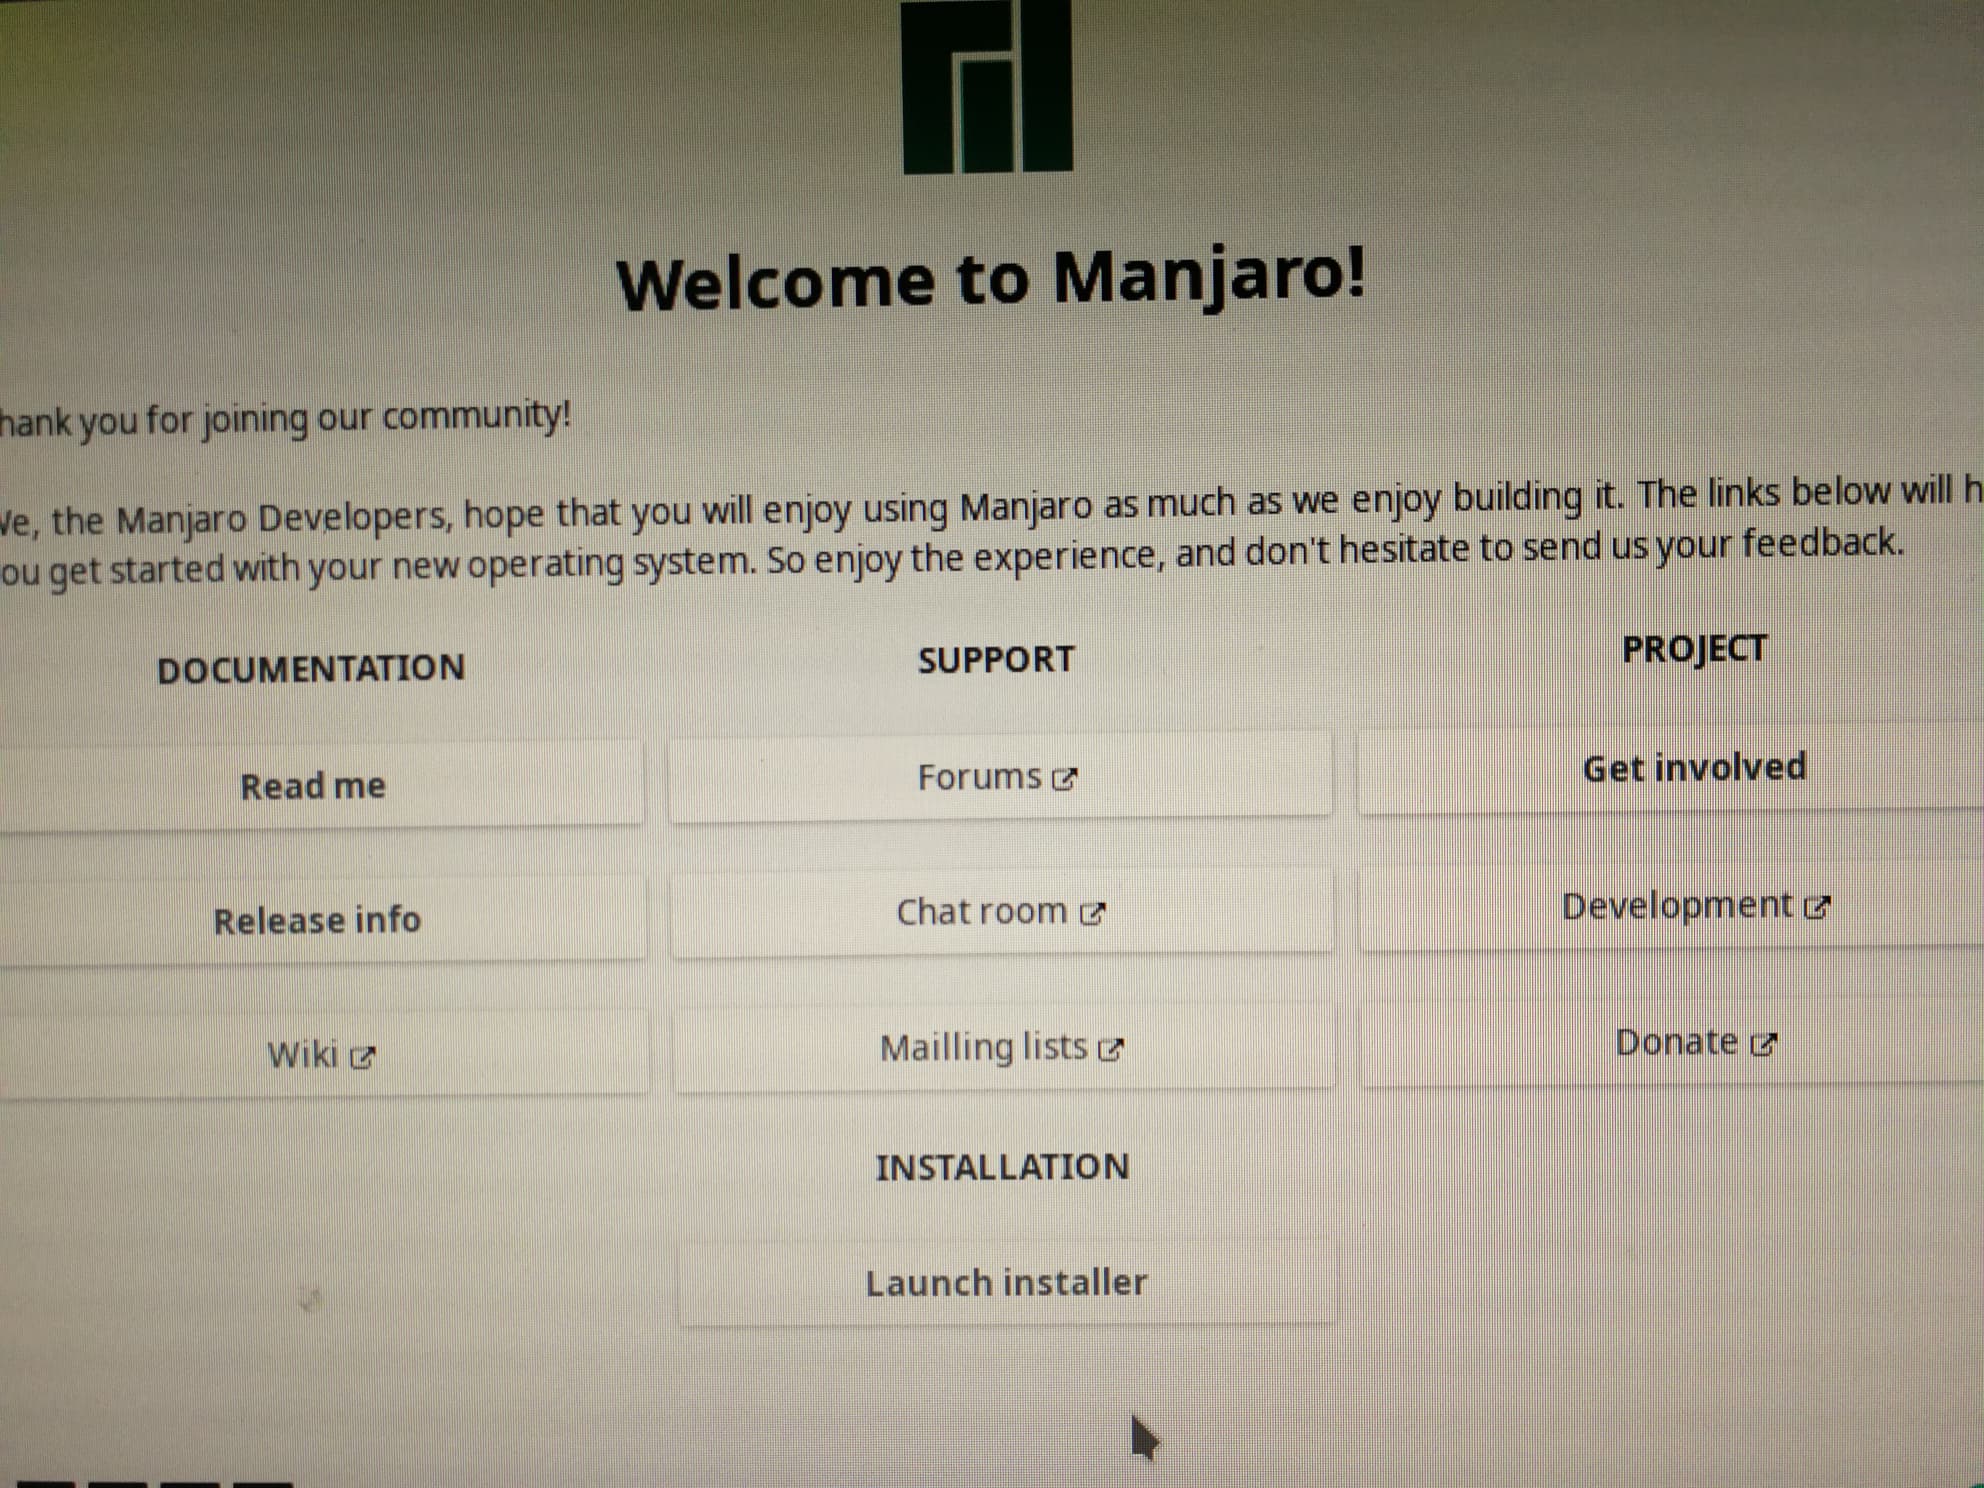 Welcome to Manjaro!
hank you for joining our community!
We, the Manjaro Developers, hope that you will enjoy using Manjaro as much as we enjoy building it. The links below will h
ou get started with your new operating system. So enjoy the experience, and don't hesitate to send us your feedback.
DOCUMENTATION SUPPORT PROJECT
Read me Forums Get involved
Release info Chat room Development
Wiki Mailling lists Donate
INSTALLATION
Launch installer